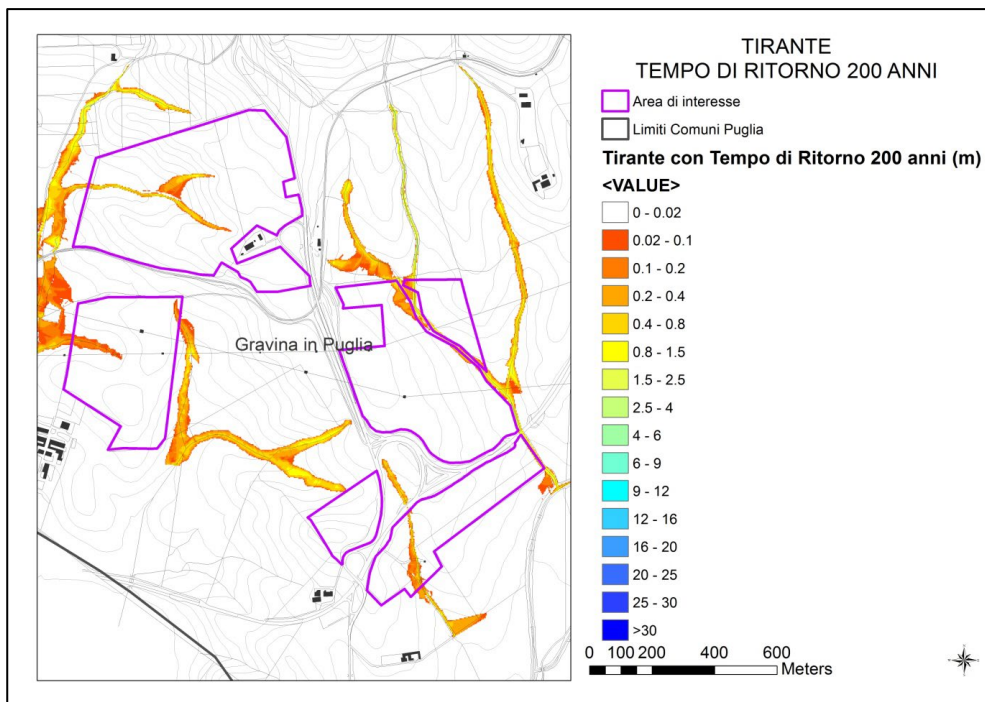 TIRANTE
TEMPO DI RITORNO 200 ANNI
Area di interesse
Limiti Comuni Puglia
Tirante con Tempo di Ritorno 200 anni (m)
<VALUE>
0 - 0.02
0.02 - 0.1
0.1 - 0.2
0.2 - 0.4
0.4 - 0.8
0.8 - 1.5
1.5 - 2.5
2.5 - 4
4 - 6
6 - 9
9 - 12
12 - 16
16 - 20
20 - 25
25 - 30
>30
0 100 200 400 600
Meters
Gravina in Puglia